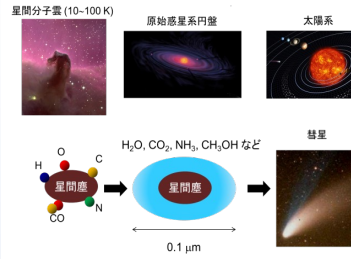 星間分子雲 (10~100 K)
原始惑星系円盤
太陽系
H₂O, CO₂, NH₃, CH₃OH など
彗星
O
H
C
星間塵
星間塵
CO
N
0.1 μm